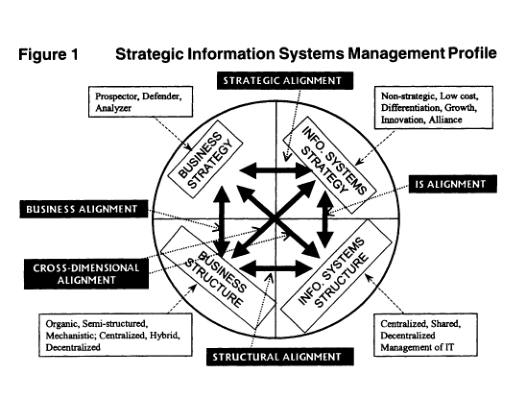 Figure 1 Strategic Information Systems Management Profile
STRATEGIC ALIGNMENT
Prospector, Defender,
Analyzer
Non-strategic, Low cost,
Differentiation, Growth,
Innovation, Alliance
BUSINESS
STRATEGY
INFO. SYSTEMS
STRATEGY
IS ALIGNMENT
BUSINESS ALIGNMENT
CROSS-DIMENSIONAL
ALIGNMENT
BUSINESS
STRUCTURE
INFO. SYSTEMS
STRUCTURE
Organic, Semi-structured,
Mechanistic; Centralized, Hybrid,
Decentralized
Centralized, Shared,
Decentralized
Management of IT
STRUCTURAL ALIGNMENT